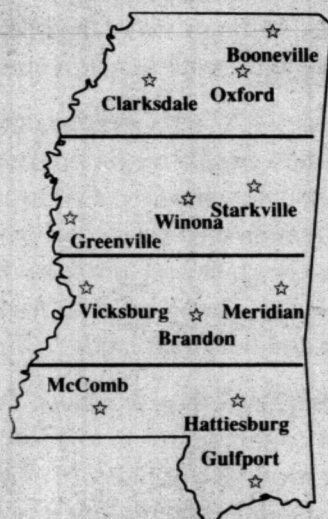 Booneville
Clarksdale
Oxford
Starkville
Winona
Greenville
Vicksburg
Meridian
Brandon
McComb
Hattiesburg
Gulfport